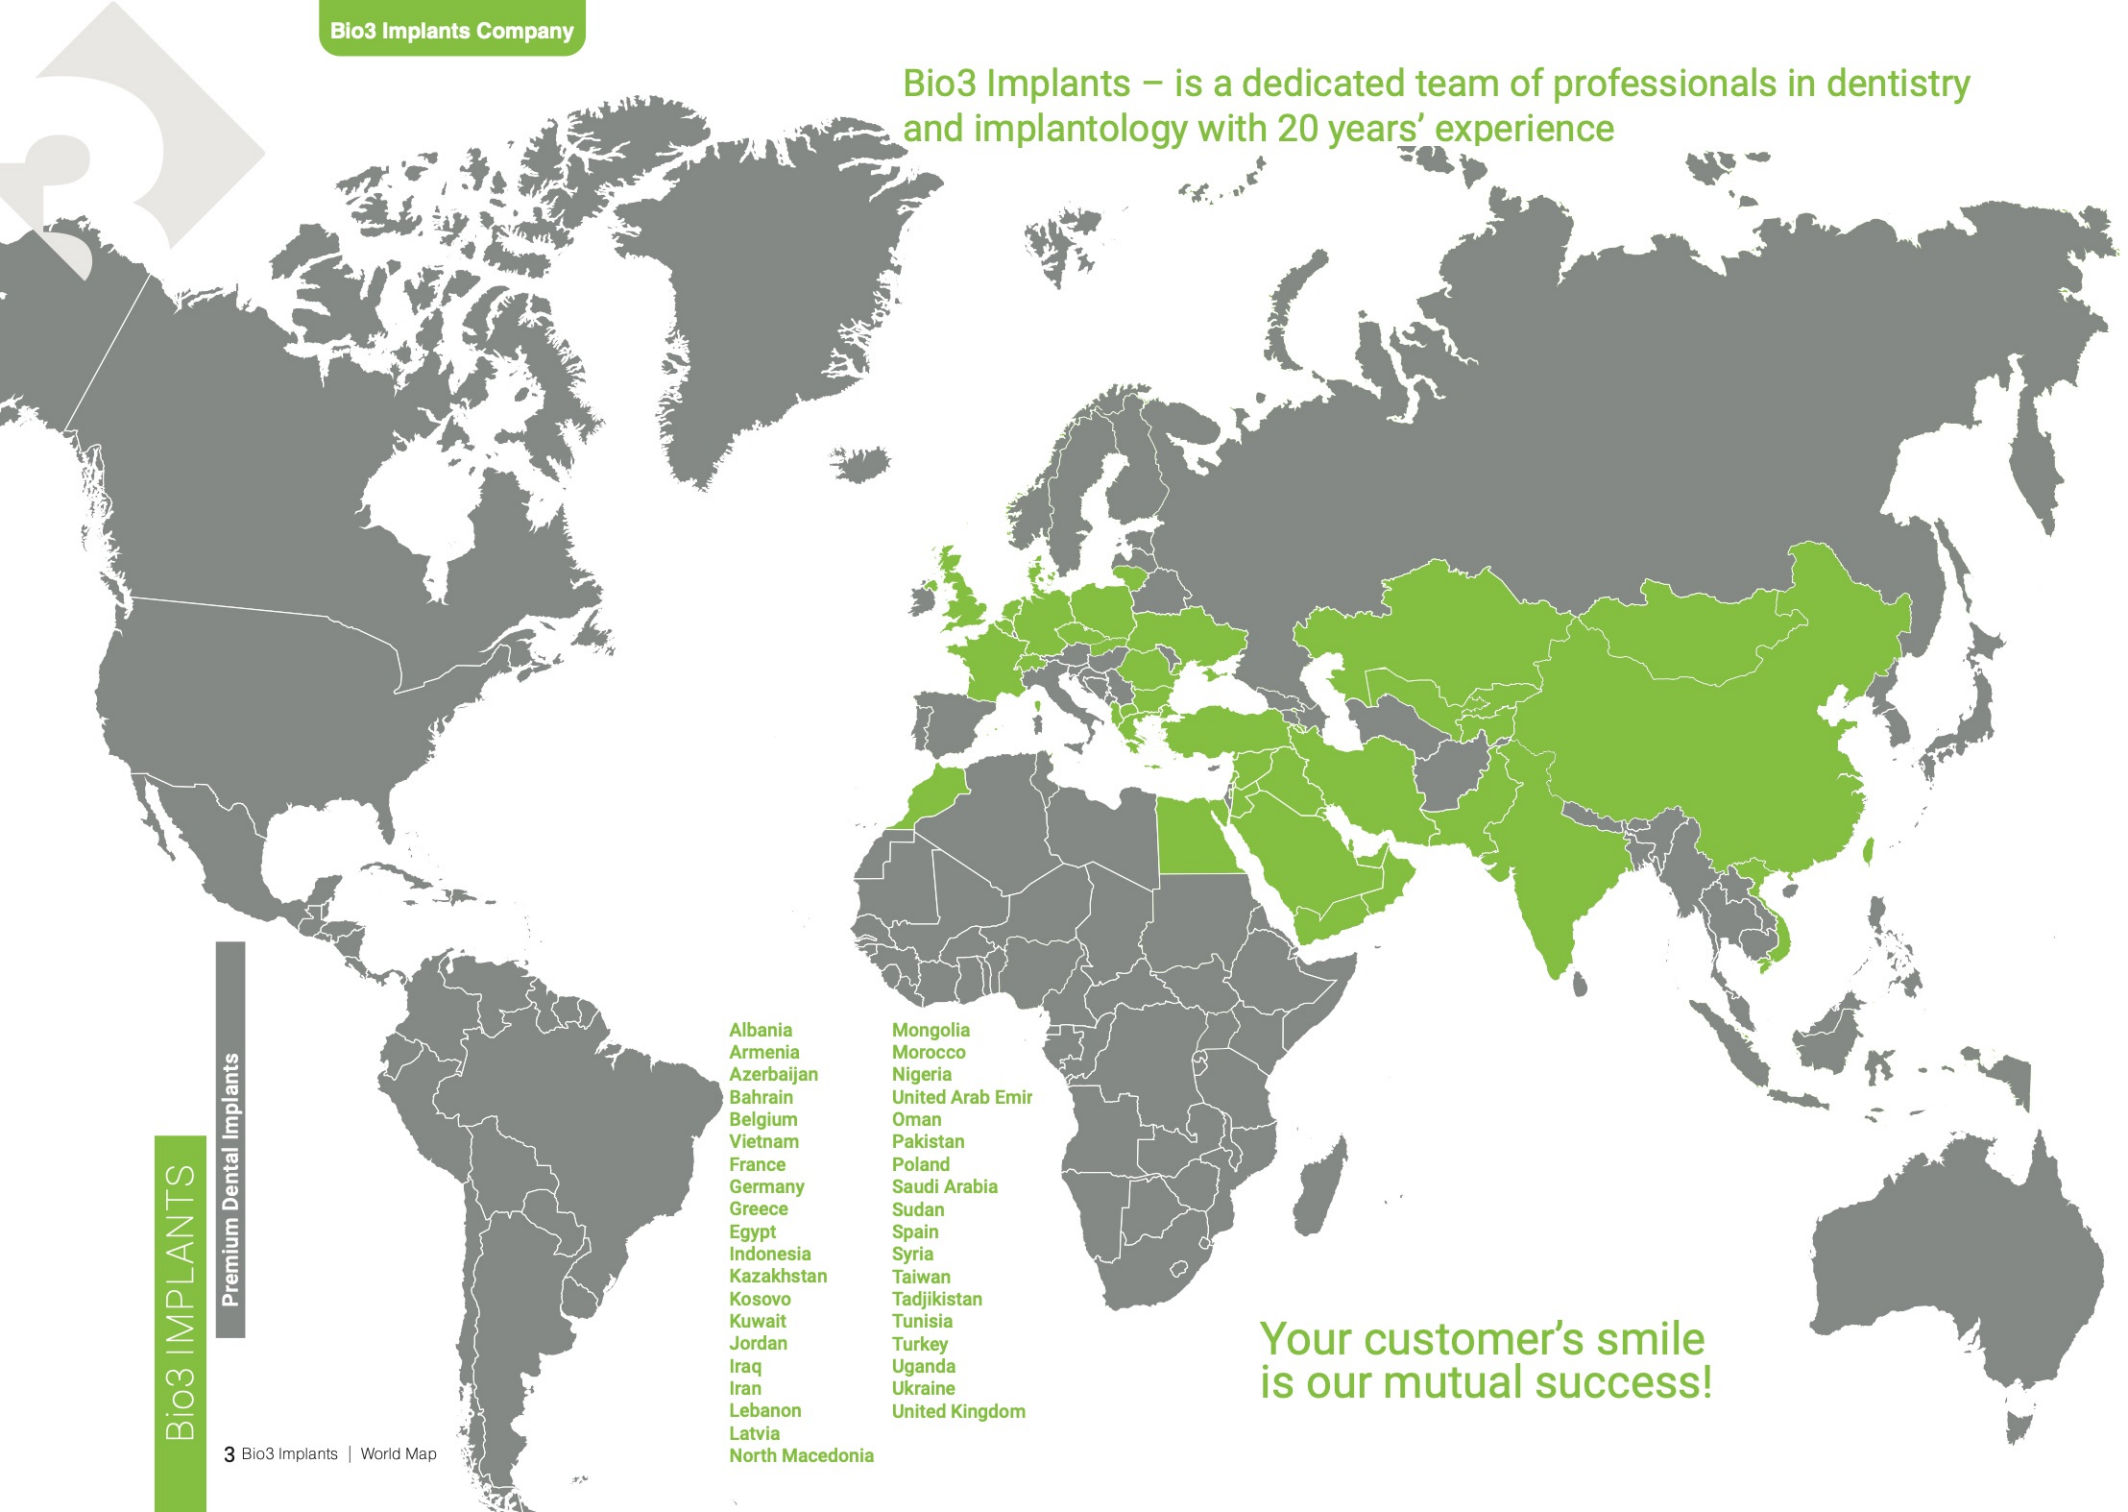 Bio3 Implants Company
Bio3 Implants – is a dedicated team of professionals in dentistry
and implantology with 20 years’ experience
3
Albania
Armenia
Azerbaijan
Bahrain
Belgium
Vietnam
France
Germany
Greece
Egypt
Indonesia
Kazakhstan
Kosovo
Kuwait
Jordan
Iraq
Iran
Lebanon
Latvia
North Macedonia
Mongolia
Morocco
Nigeria
United Arab Emir
Oman
Pakistan
Poland
Saudi Arabia
Sudan
Spain
Syria
Taiwan
Tadjikistan
Tunisia
Turkey
Uganda
Ukraine
United Kingdom
Your customer’s smile
is our mutual success!
Premium Dental Implants
Bio3 IMPLANTS
3 Bio3 Implants | World Map